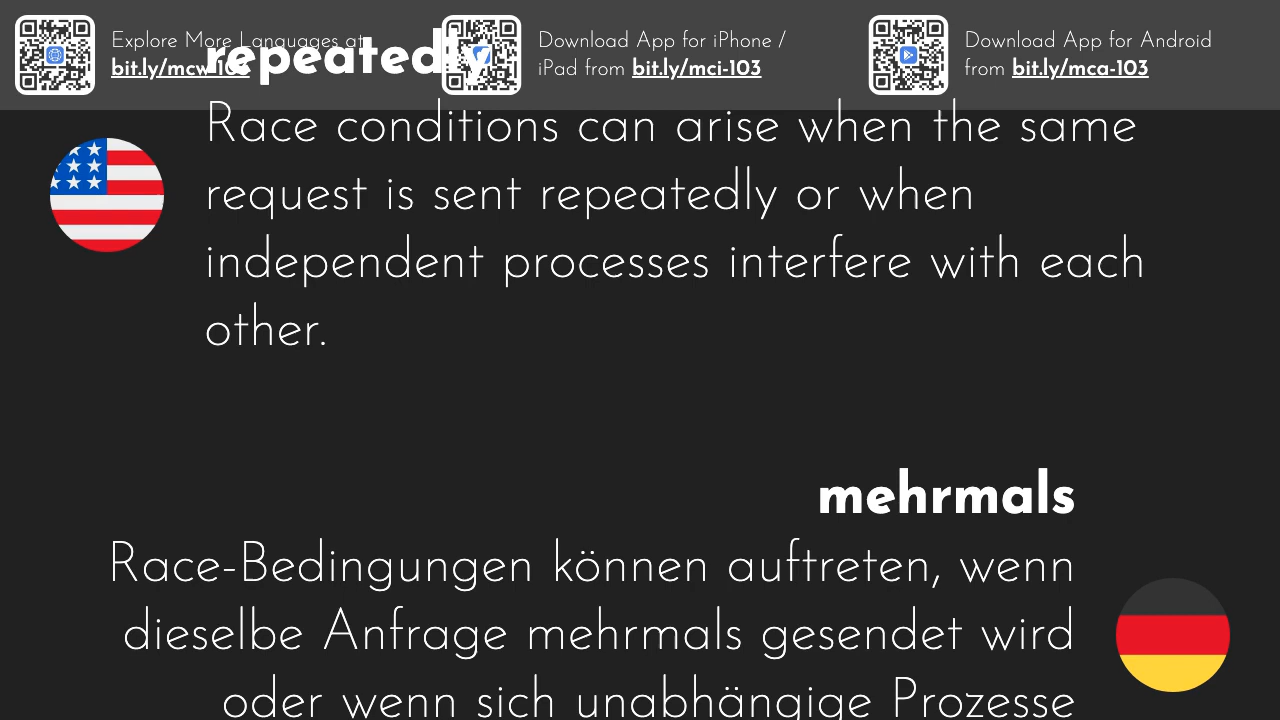 Explore More Languages at
bit.ly/mcw-103
Download App for iPhone /
iPad from bit.ly/mci-103
Download App for Android
from bit.ly/mca-103
repeatedly
Race conditions can arise when the same
request is sent repeatedly or when
independent processes interfere with each
other.
mehrmals
Race-Bedingungen können auftreten, wenn
dieselbe Anfrage mehrmals gesendet wird
oder wenn sich unabhängige Prozesse